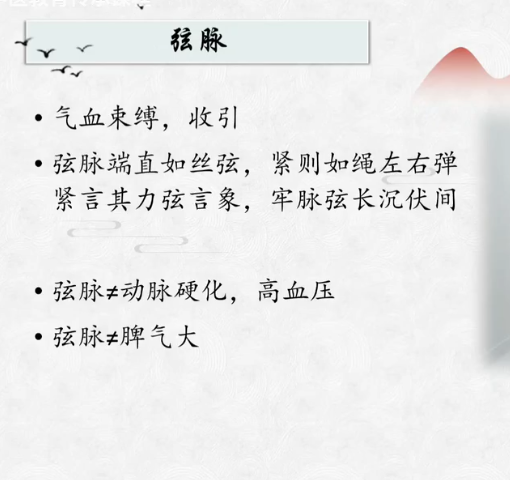 弦脉
• 气血束缚，收引
• 弦脉端直如丝弦，紧则如绳左右弹
紧言其力弦言象，牢脉弦长沉伏间
• 弦脉≠动脉硬化，高血压
• 弦脉≠脾气大